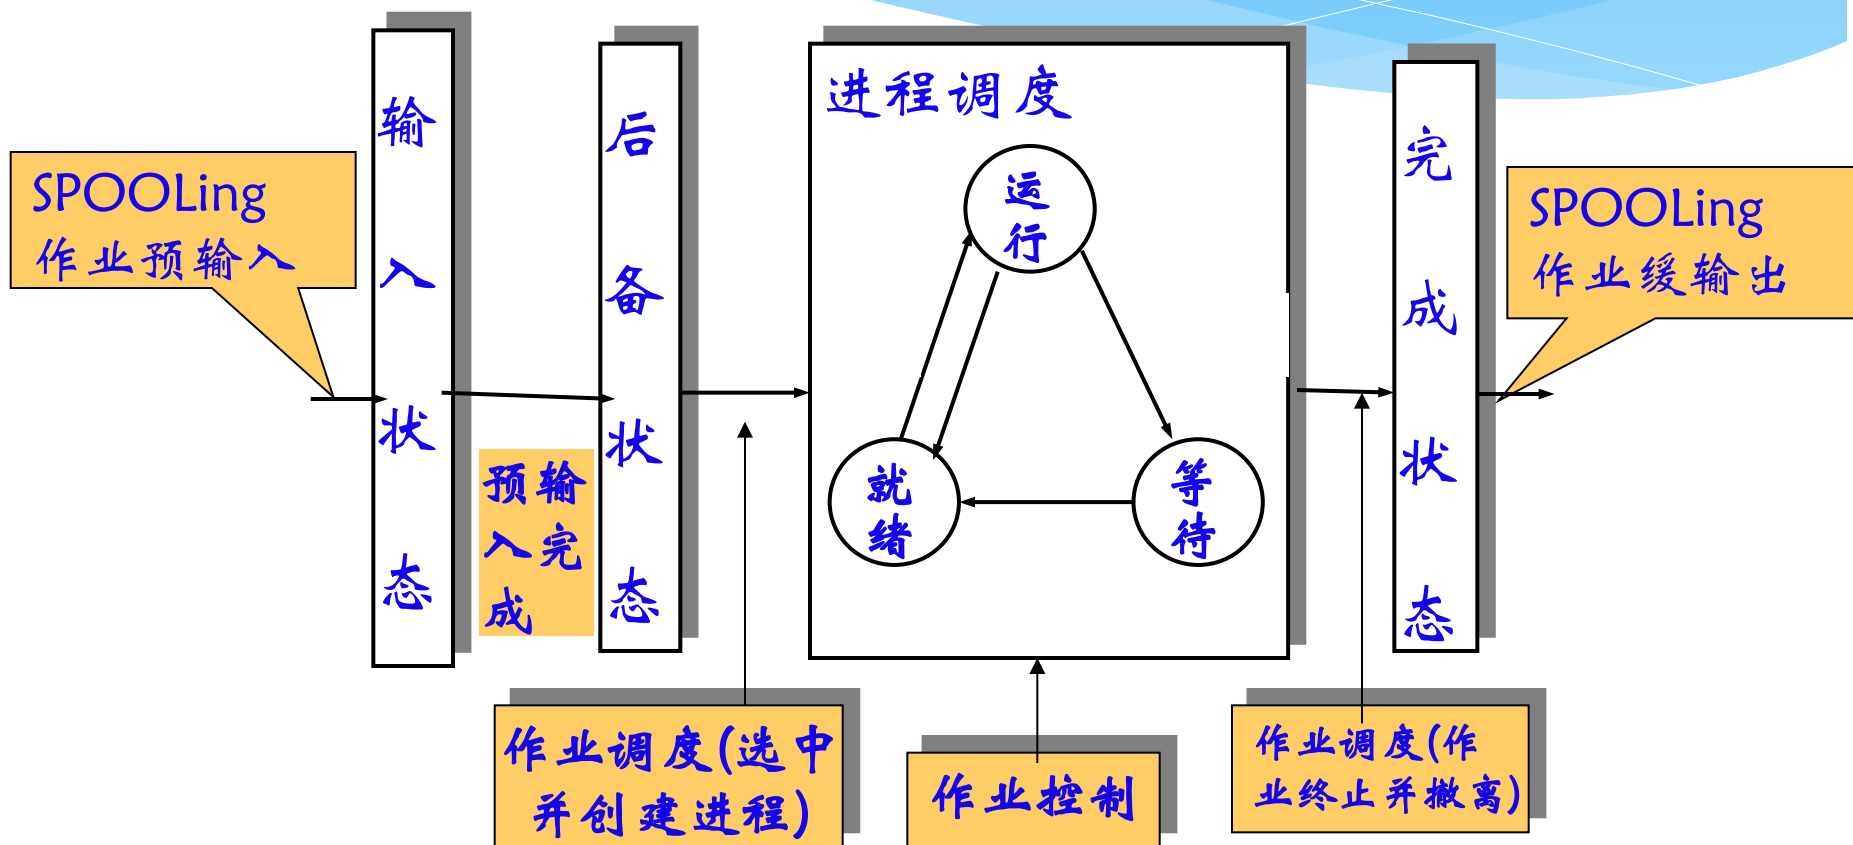 输入状态
后备状态
进程调度
完成状态
SPOOLing
作业预输入
运行
SPOOLing
作业缓输出
预输
入完
成
就绪
等待
作业调度(选中
并创建进程)
作业控制
作业调度(作
业终止并撤离)